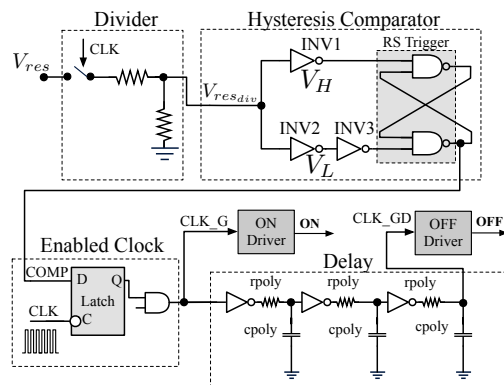 Divider
Hysteresis Comparator
CLK
INV1
RS Trigger
V_res
V_H
V_res_div
INV2
INV3
V_L
CLK_G
ON Driver
ON
CLK_GD
OFF Driver
OFF
Enabled Clock
Delay
COMP
D
Q
Latch
CLK
C
rpoly
rpoly
rpoly
cpoly
cpoly
cpoly